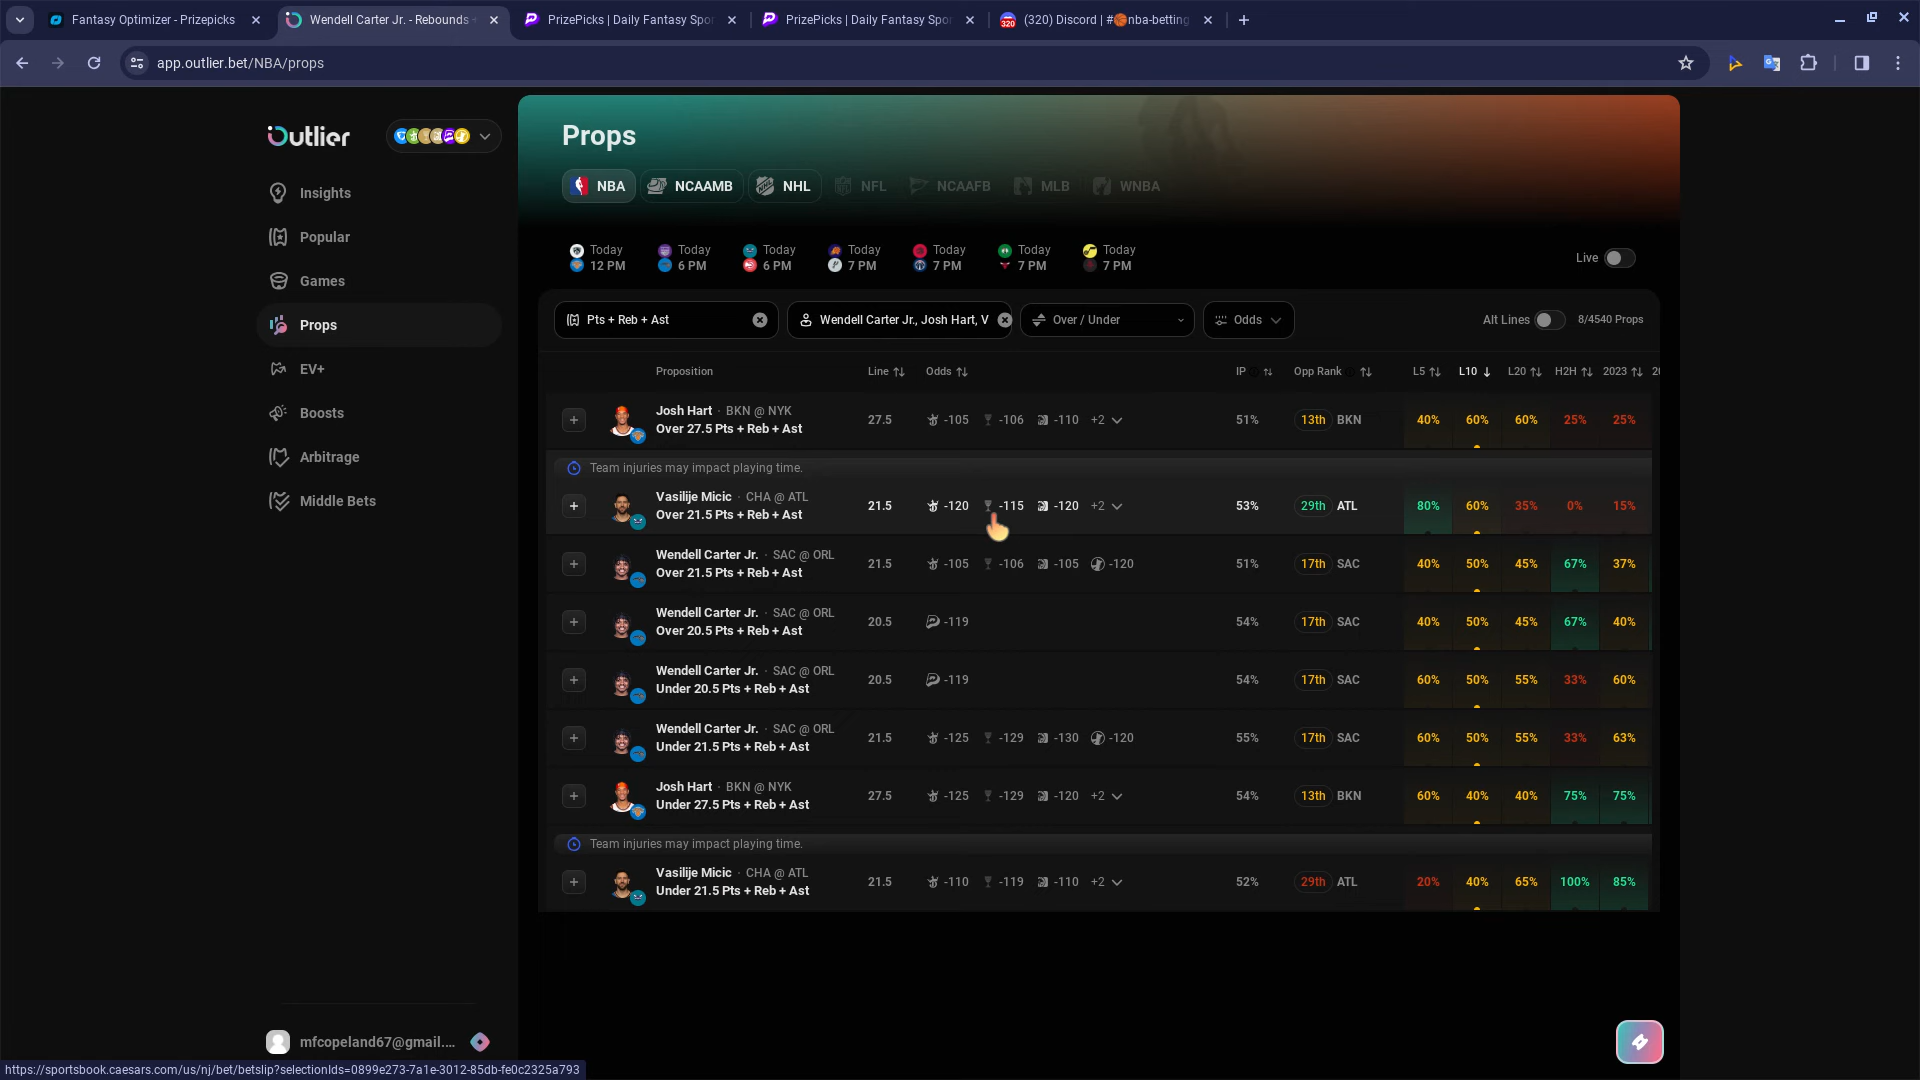 Fantasy Optimizer - Prizepicks
Wendell Carter Jr. - Rebounds
PrizePicks | Daily Fantasy Spor
PrizePicks | Daily Fantasy Spor
320
(320) Discord | #🏀nba-betting
app.outlier.bet/NBA/props
Outlier
Insights
Popular
Games
Props
EV+
Boosts
Arbitrage
Middle Bets
mfcopeland67@gmail....
Props
NBA NCAAMB NHL NFL NCAAFB MLB WNBA
Today Today Today Today Today Today Today
12 PM 6 PM 6 PM 7 PM 7 PM 7 PM 7 PM
Live
Pts + Reb + Ast
Wendell Carter Jr., Josh Hart, V
Over / Under
Odds
Alt Lines
8/4540 Props
Proposition Line Odds IP Opp Rank L5 L10 L20 H2H 2023 20
Josh Hart · BKN @ NYK
Over 27.5 Pts + Reb + Ast 27.5 -105 -106 -110 +2 51% 13th BKN 40% 60% 60% 25% 25%
Team injuries may impact playing time.
Vasilije Micic · CHA @ ATL
Over 21.5 Pts + Reb + Ast 21.5 -120 -115 -120 +2 53% 29th ATL 80% 60% 35% 0% 15%
Wendell Carter Jr. · SAC @ ORL
Over 21.5 Pts + Reb + Ast 21.5 -105 -106 -105 -120 51% 17th SAC 40% 50% 45% 67% 37%
Wendell Carter Jr. · SAC @ ORL
Over 20.5 Pts + Reb + Ast 20.5 -119 54% 17th SAC 40% 50% 45% 67% 40%
Wendell Carter Jr. · SAC @ ORL
Under 20.5 Pts + Reb + Ast 20.5 -119 54% 17th SAC 60% 50% 55% 33% 60%
Wendell Carter Jr. · SAC @ ORL
Under 21.5 Pts + Reb + Ast 21.5 -125 -129 -130 -120 55% 17th SAC 60% 50% 55% 33% 63%
Josh Hart · BKN @ NYK
Under 27.5 Pts + Reb + Ast 27.5 -125 -129 -120 +2 54% 13th BKN 60% 40% 40% 75% 75%
Team injuries may impact playing time.
Vasilije Micic · CHA @ ATL
Under 21.5 Pts + Reb + Ast 21.5 -110 -119 -110 +2 52% 29th ATL 20% 40% 65% 100% 85%
https://sportsbook.caesars.com/us/nj/bet/betslip?selectionIds=0899e273-7a1e-3012-85db-fe0c2325a793